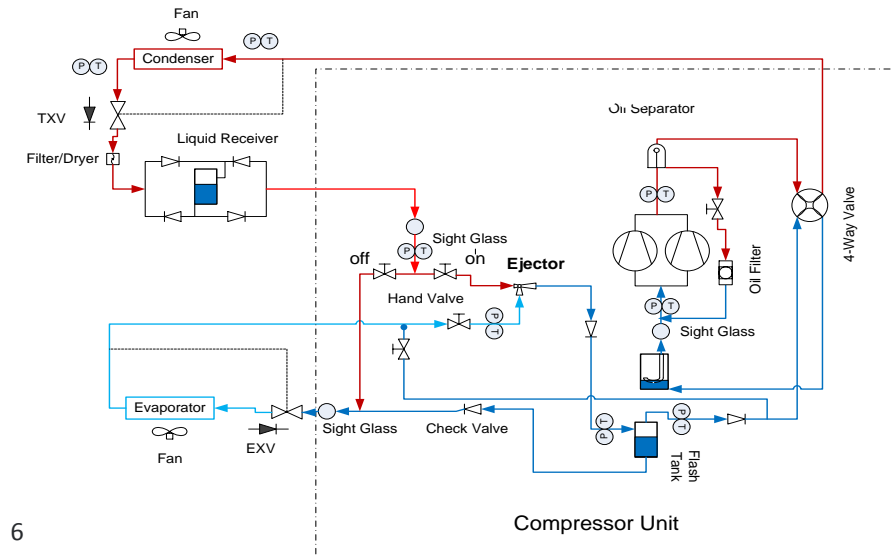 Fan
P T
P T
Condenser
TXV
Oil Separator
Liquid Receiver
Filter/Dryer
P T
4-Way Valve
Sight Glass
off
P T
on
Ejector
Oil Filter
Hand Valve
P T
P T
Sight Glass
Evaporator
Sight Glass
Check Valve
P T
P T
EXV
Fan
Flash
Tank
6
Compressor Unit